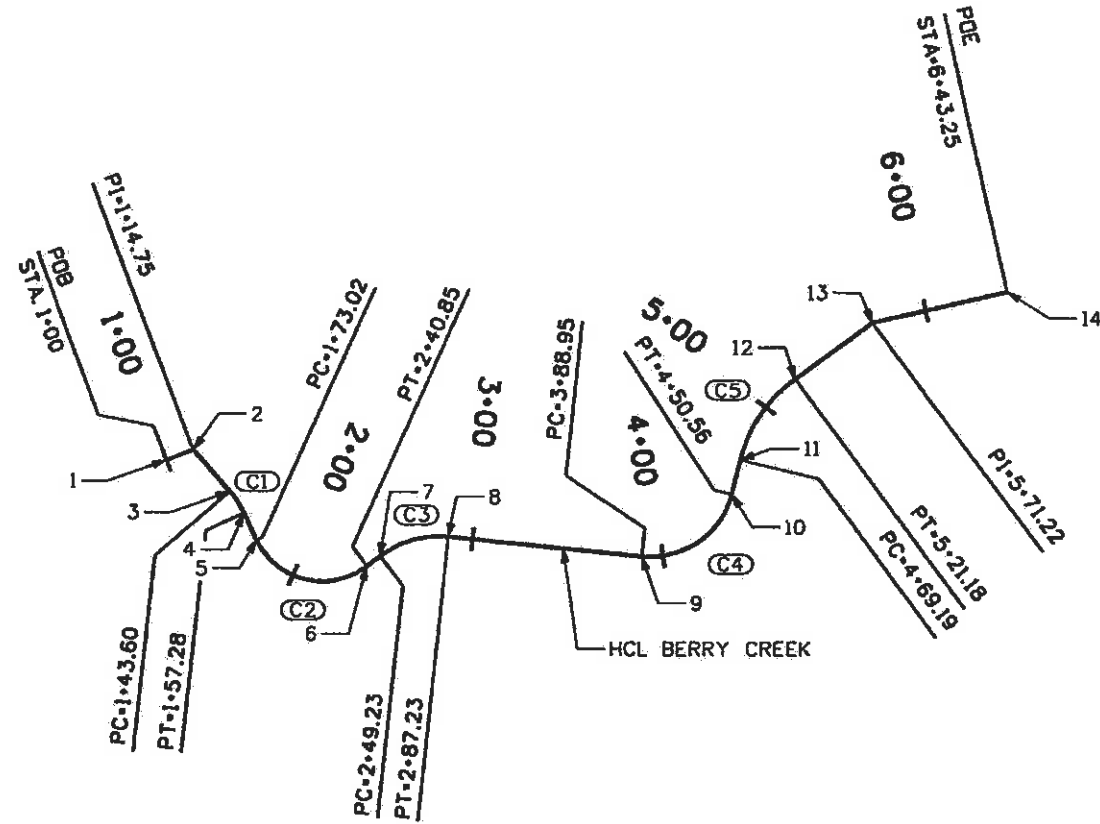 POE
STA•6+43.25
6+00
PI=1+14.75
POB
STA. 1+00
1+00
PC=1+73.02
PT=2+40.85
2+00
3+00
PC=3+88.95
4+00
5+00
PT=4+50.56
13
14
12
C5
11
PI=5+71.22
2
1
C1
3
4
5
7
8
C3
10
PT=5+21.18
PC=4+69.19
C4
9
C2
6
HCL BERRY CREEK
PC=1+43.60
PT=1+57.28
PC=2+49.23
PT=2+87.23